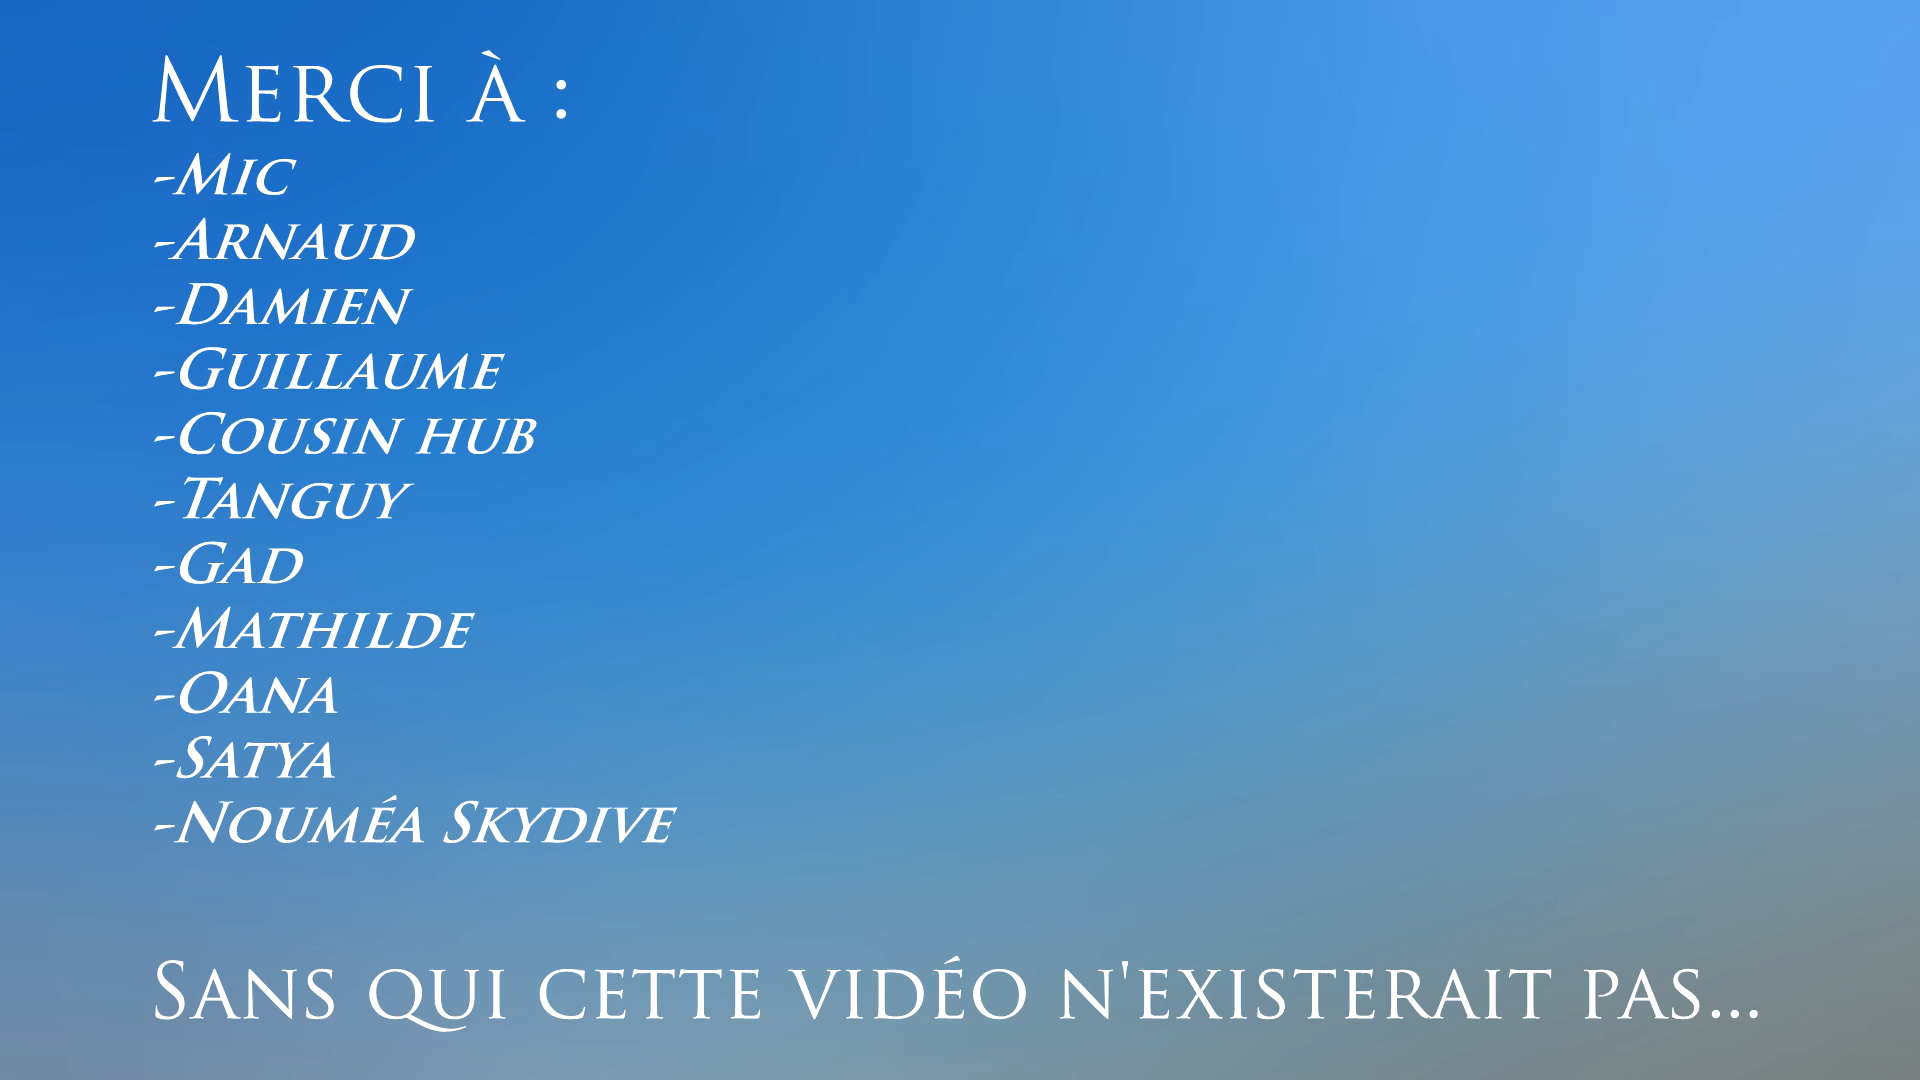 Merci à :
-Mic
-Arnaud
-Damien
-Guillaume
-Cousin hub
-Tanguy
-Gad
-Mathilde
-Oana
-Satya
-Nouméa Skydive
Sans qui cette vidéo n'existerait pas...